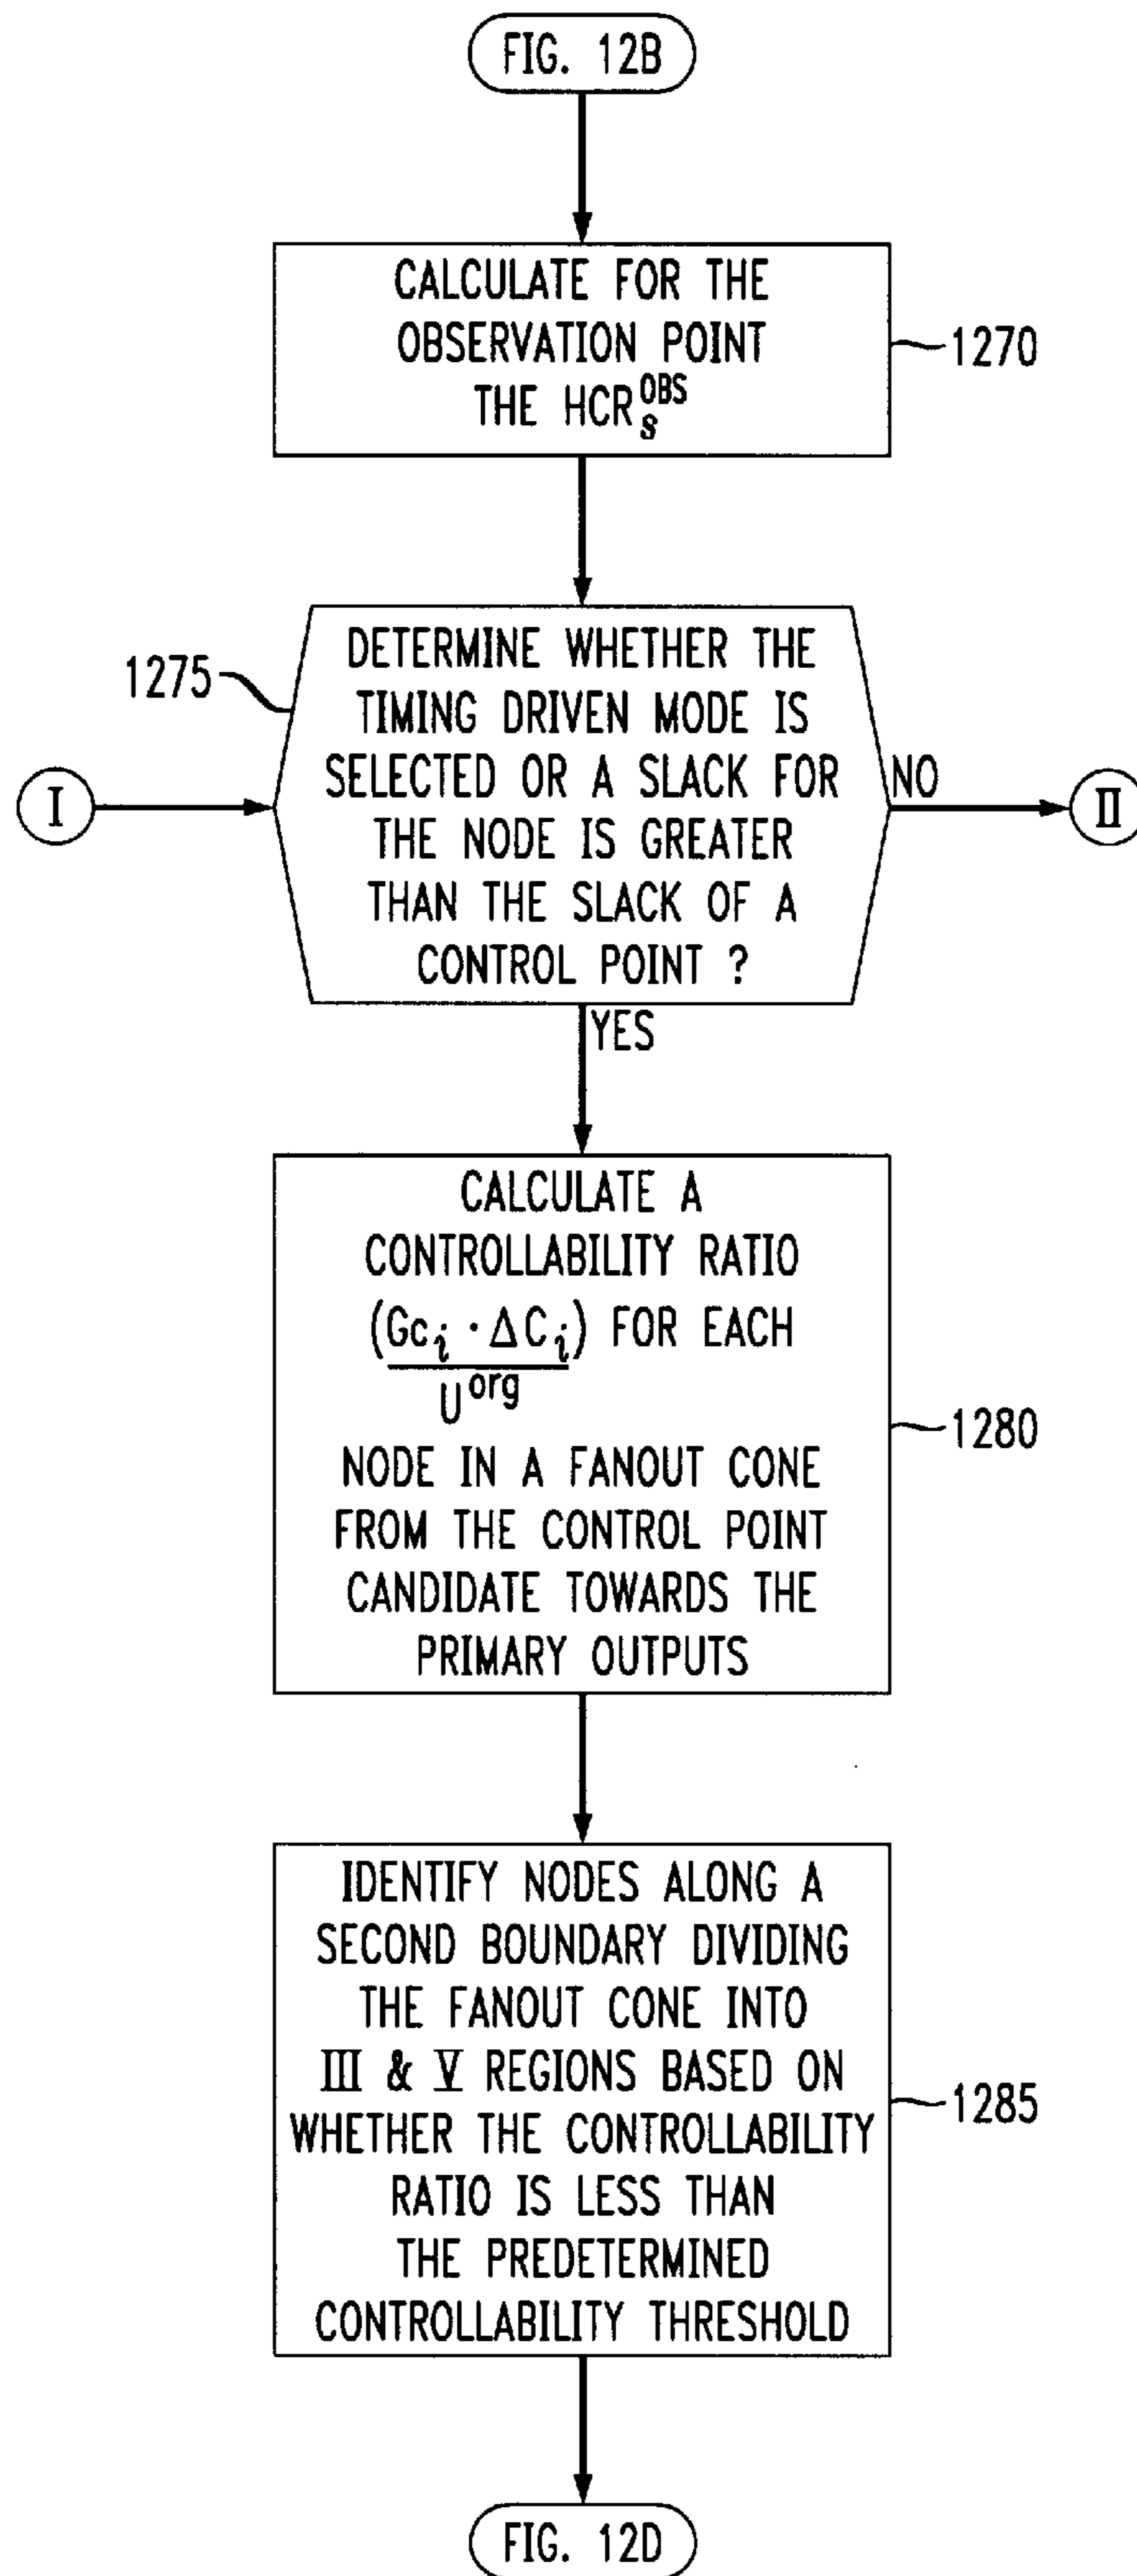 FIG. 12B
CALCULATE FOR THE
OBSERVATION POINT
THE HCR_s^OBS
1270
1275
DETERMINE WHETHER THE
TIMING DRIVEN MODE IS
SELECTED OR A SLACK FOR
THE NODE IS GREATER
THAN THE SLACK OF A
CONTROL POINT ?
I
NO
II
YES
CALCULATE A
CONTROLLABILITY RATIO
(Gc_i · ΔC_i) FOR EACH
U^org
NODE IN A FANOUT CONE
FROM THE CONTROL POINT
CANDIDATE TOWARDS THE
PRIMARY OUTPUTS
1280
IDENTIFY NODES ALONG A
SECOND BOUNDARY DIVIDING
THE FANOUT CONE INTO
III & V REGIONS BASED ON
WHETHER THE CONTROLLABILITY
RATIO IS LESS THAN
THE PREDETERMINED
CONTROLLABILITY THRESHOLD
1285
FIG. 12D